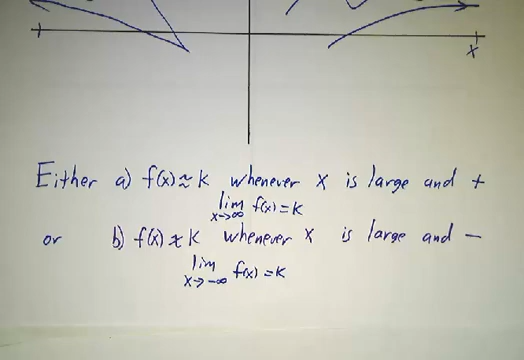 x
Either a) f(x) ≈ K whenever x is large and +
lim f(x) = K
x→∞
or b) f(x) ≈ K whenever x is large and −
lim f(x) = K
x→−∞